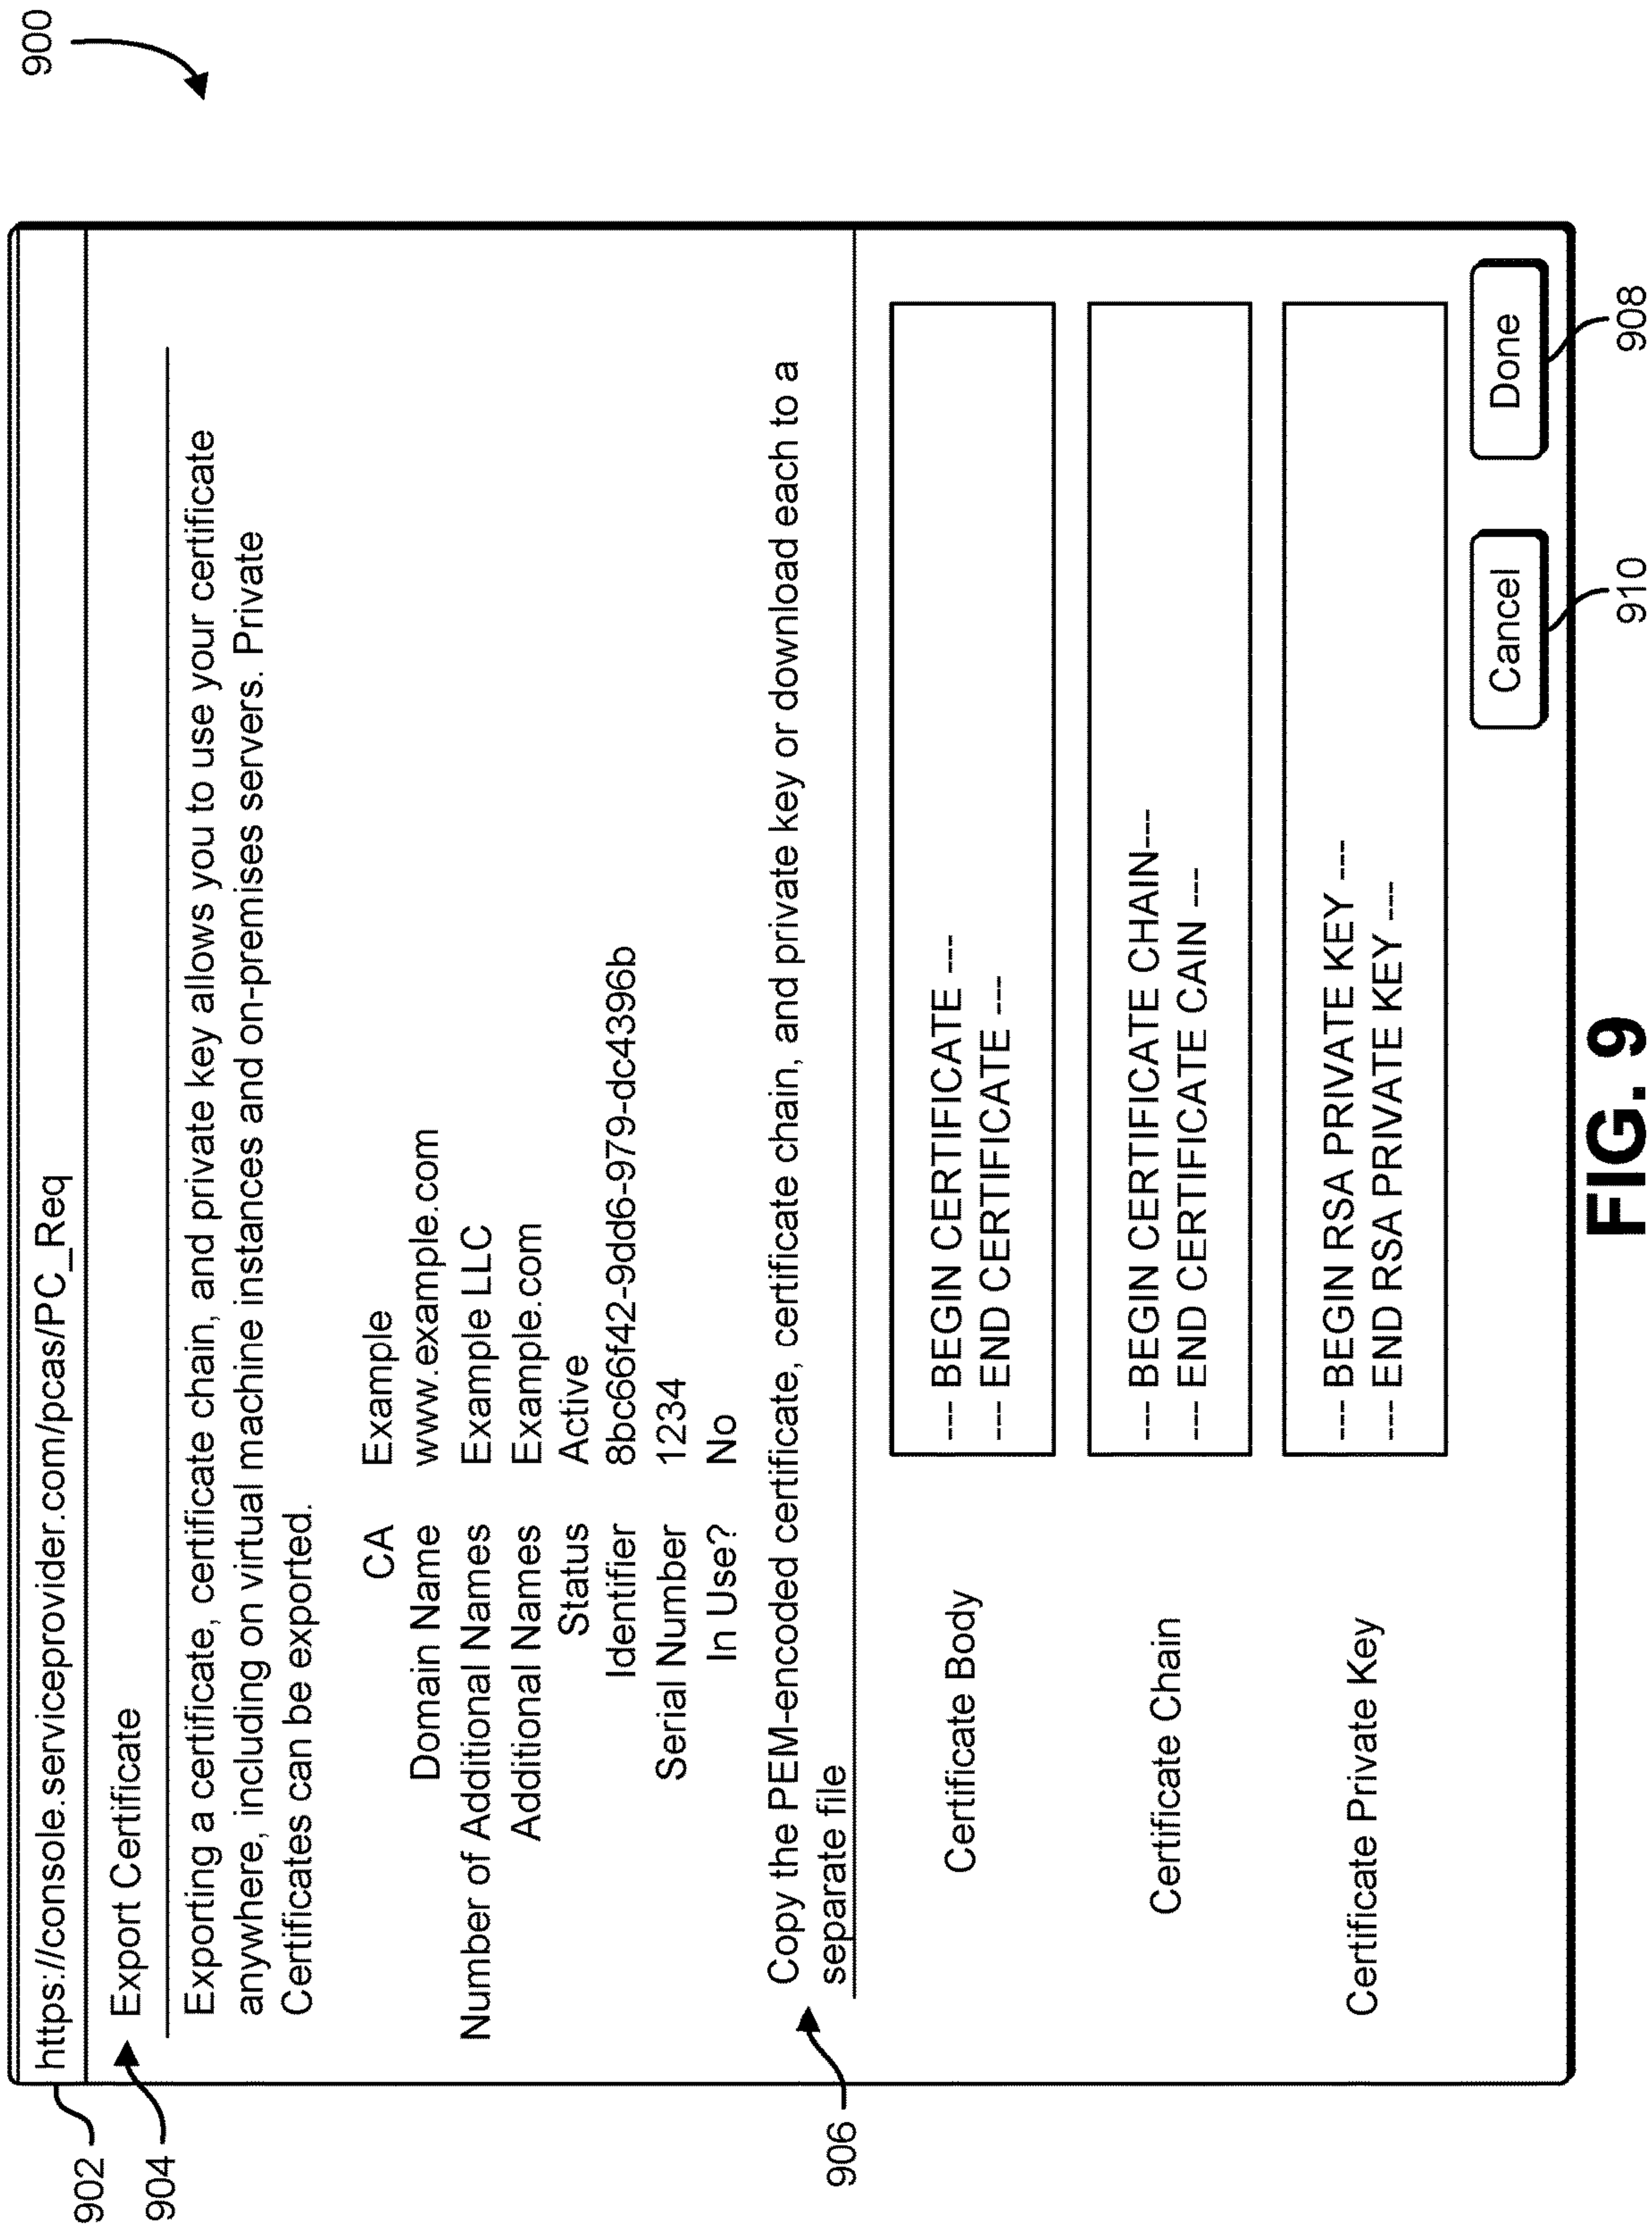 900
902
https://console.serviceprovider.com/pcas/PC_Req
904
Export Certificate
Exporting a certificate, certificate chain, and private key allows you to use your certificate
anywhere, including on virtual machine instances and on-premises servers. Private
Certificates can be exported.
CA Example
Domain Name www.example.com
Number of Additional Names Example LLC
Additional Names Example.com
Status Active
Identifier 8bc66f42-9dd6-979-dc4396b
Serial Number 1234
In Use? No
906
Copy the PEM-encoded certificate, certificate chain, and private key or download each to a
separate file
Certificate Body
--- BEGIN CERTIFICATE ---
--- END CERTIFICATE ---
Certificate Chain
--- BEGIN CERTIFICATE CHAIN---
--- END CERTIFICATE CAIN ---
Certificate Private Key
--- BEGIN RSA PRIVATE KEY ---
--- END RSA PRIVATE KEY ---
Cancel
Done
910
908
FIG. 9